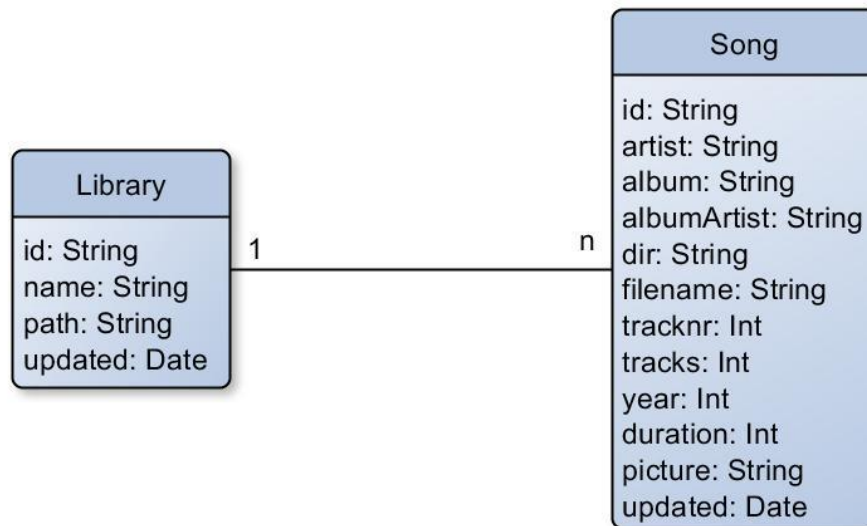 Library
id: String
name: String
path: String
updated: Date
1
n
Song
id: String
artist: String
album: String
albumArtist: String
dir: String
filename: String
tracknr: Int
tracks: Int
year: Int
duration: Int
picture: String
updated: Date